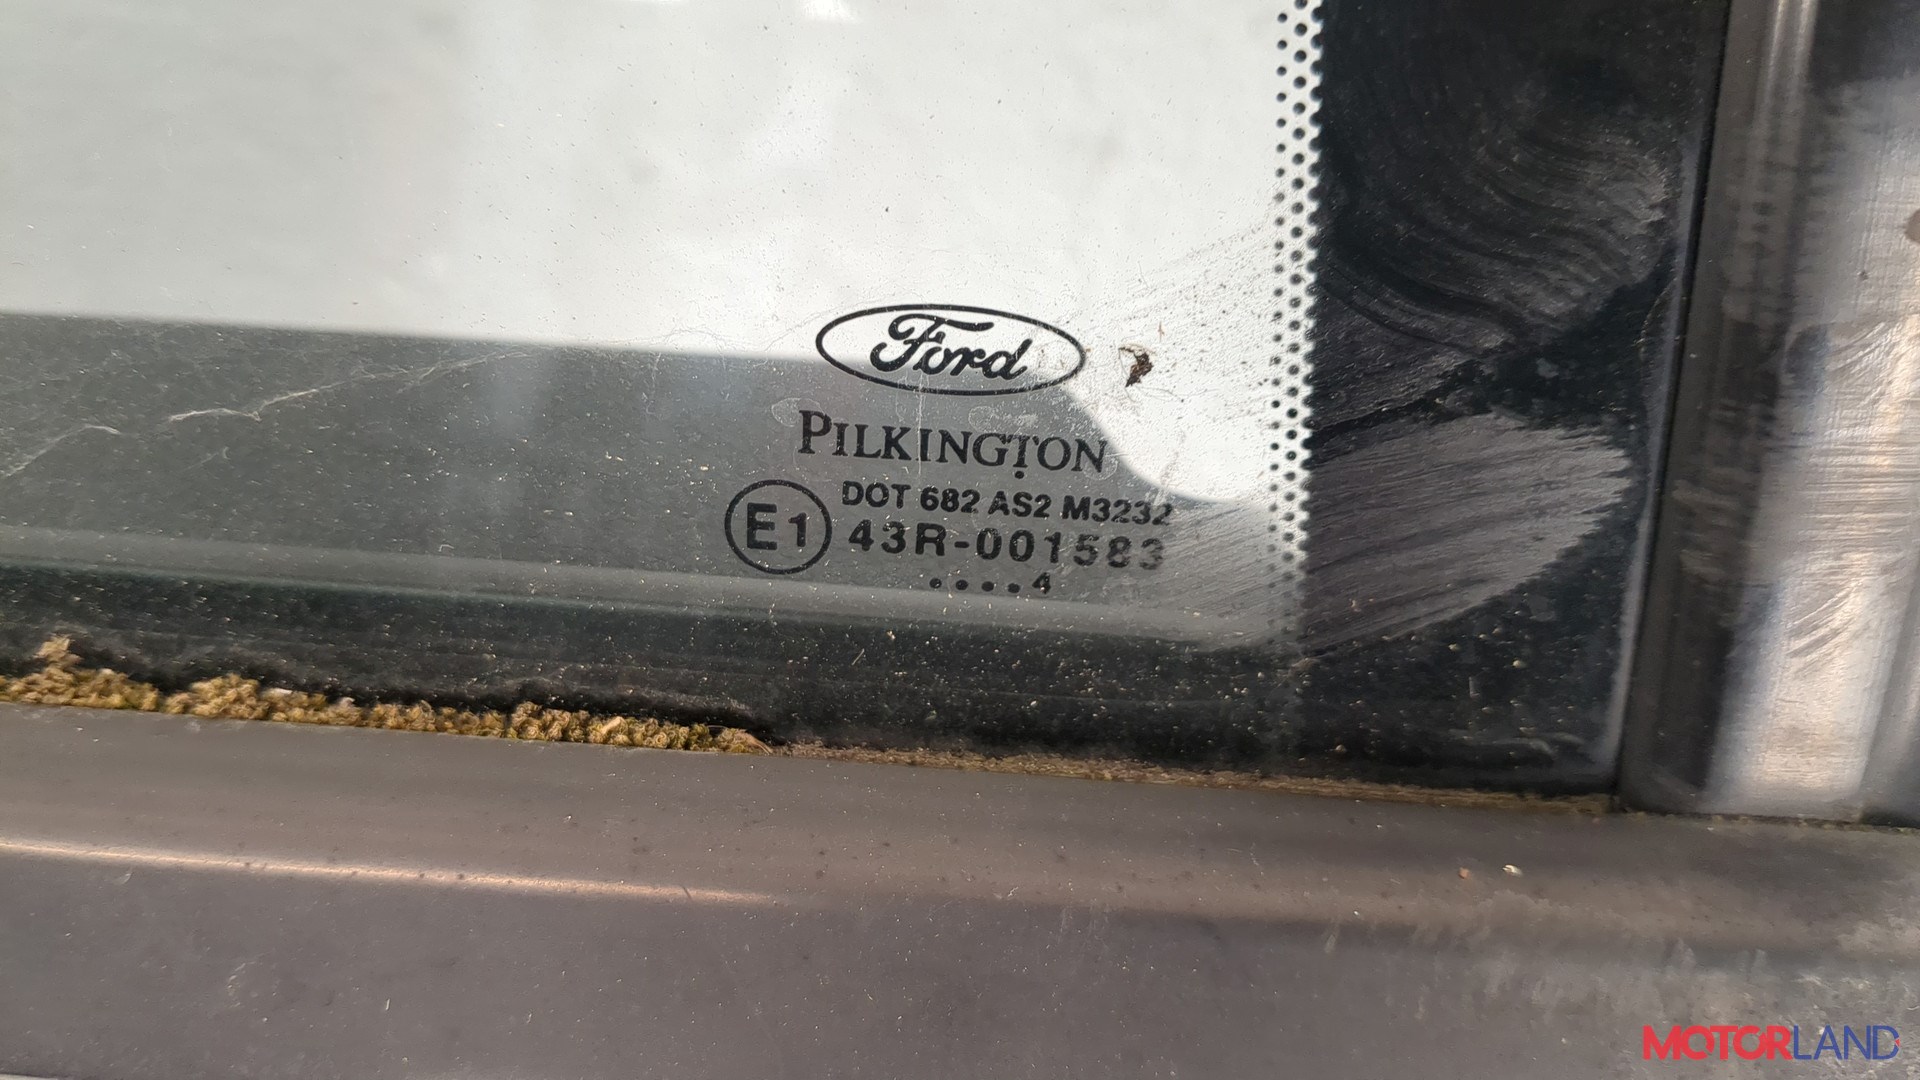 Ford
PILKINGTON
DOT 682 AS2 M3232
E1 43R-001583
....4
MOTORLAND